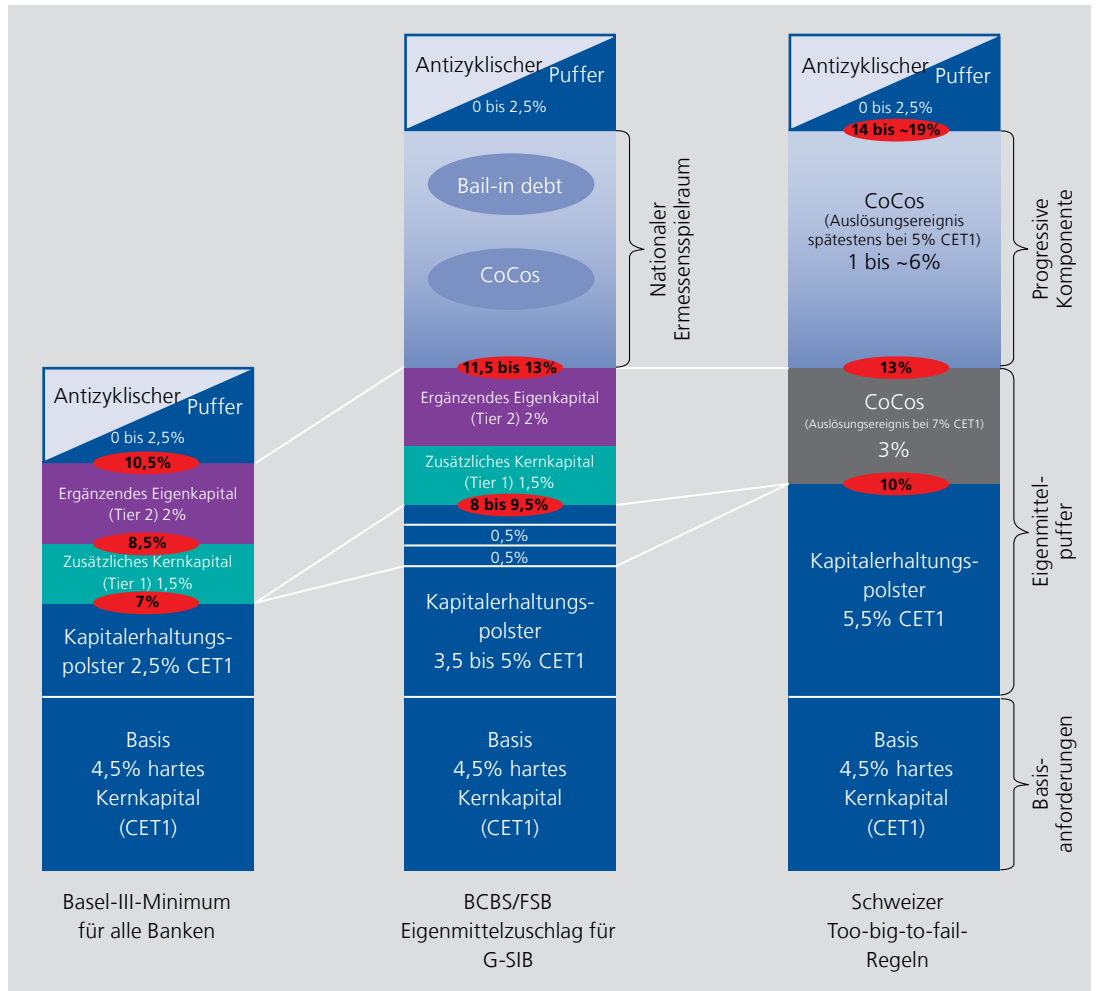 Antizyklischer
Puffer
0 bis 2,5%
10,5%
Ergänzendes Eigenkapital
(Tier 2) 2%
8,5%
Zusätzliches Kernkapital
(Tier 1) 1,5%
7%
Kapitalerhaltungs-
polster 2,5% CET1
Basis
4,5% hartes
Kernkapital
(CET1)
Basel-III-Minimum
für alle Banken
Antizyklischer
Puffer
0 bis 2,5%
Bail-in debt
CoCos
Nationaler
Ermessensspielraum
11,5 bis 13%
Ergänzendes Eigenkapital
(Tier 2) 2%
Zusätzliches Kernkapital
(Tier 1) 1,5%
8 bis 9,5%
0,5%
0,5%
Kapitalerhaltungs-
polster
3,5 bis 5% CET1
Basis
4,5% hartes
Kernkapital
(CET1)
BCBS/FSB
Eigenmittelzuschlag für
G-SIB
Antizyklischer
Puffer
0 bis 2,5%
14 bis ~19%
CoCos
(Auslösungsereignis
spätestens bei 5% CET1)
1 bis ~6%
Progressive
Komponente
13%
CoCos
(Auslösungsereignis bei 7% CET1)
3%
10%
Kapitalerhaltungs-
polster
5,5% CET1
Eigenmittel-
puffer
Basis
4,5% hartes
Kernkapital
(CET1)
Basis-
anforderungen
Schweizer
Too-big-to-fail-
Regeln